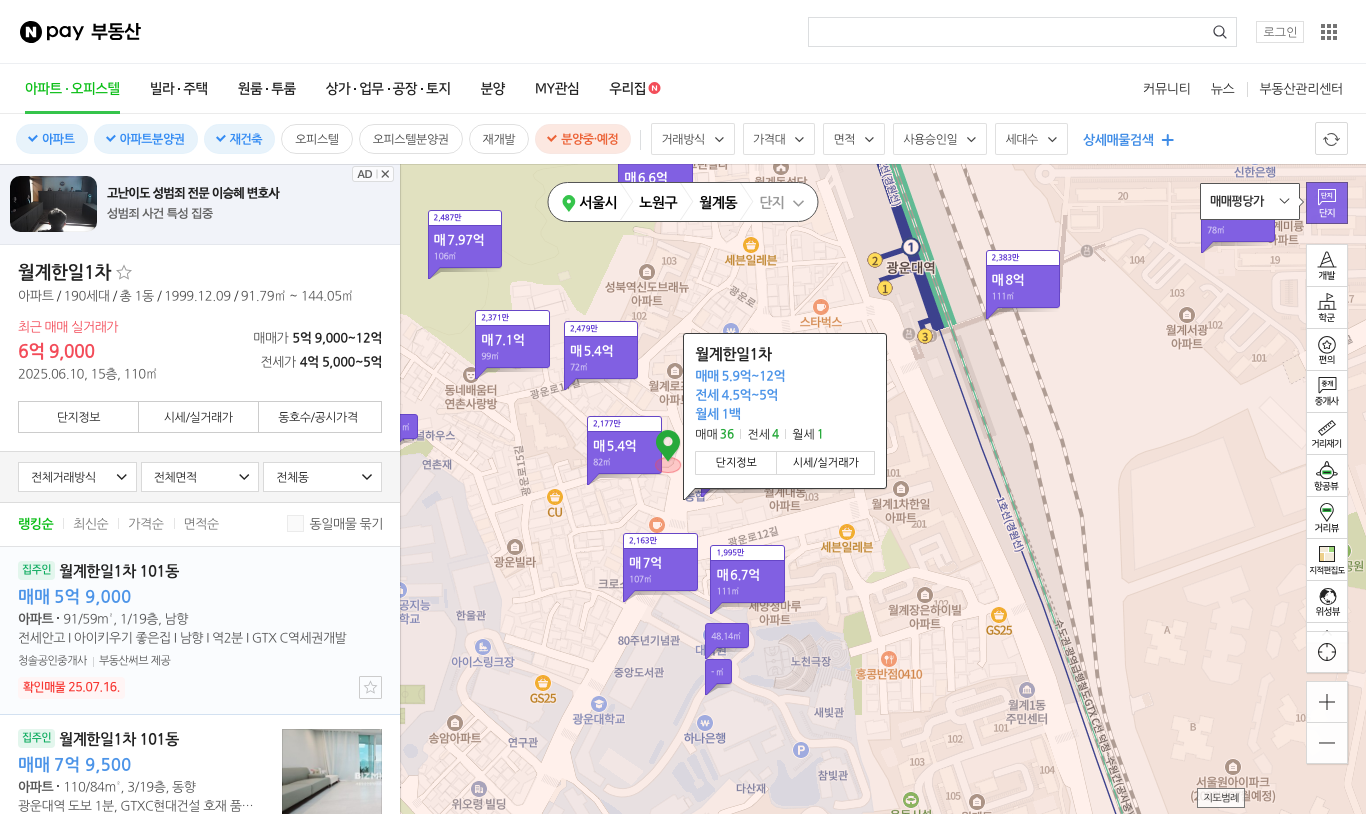 N pay 부동산
로그인
아파트·오피스텔
빌라·주택
원룸·투룸
상가·업무·공장·토지
분양
MY관심
우리집 N
커뮤니티
뉴스
부동산관리센터
아파트
아파트분양권
재건축
오피스텔
오피스텔분양권
재개발
분양중·예정
거래방식
가격대
면적
사용승인일
세대수
상세매물검색
AD
고난이도 성범죄 전문 이승혜 변호사
성범죄 사건 특성 집중
월계한일1차
아파트 / 190세대 / 총 1동 / 1999.12.09 / 91.79㎡ ~ 144.05㎡
최근 매매 실거래가
6억 9,000
2025.06.10, 15층, 110㎡
매매가 5억 9,000~12억
전세가 4억 5,000~5억
단지정보
시세/실거래가
동호수/공시가격
전체거래방식
전체면적
전체동
랭킹순
최신순
가격순
면적순
동일매물 묶기
집주인 월계한일1차 101동
매매 5억 9,000
아파트 · 91/59㎡, 1/19층, 남향
전세안고 I 아이키우기 좋은집 I 남향 I 역2분 I GTX C역세권개발
청솔공인중개사 | 부동산써브 제공
확인매물 25.07.16.
집주인 월계한일1차 101동
매매 7억 9,500
아파트 · 110/84㎡, 3/19층, 동향
광운대역 도보 1분, GTXC현대건설 호재 품…
BIZM
매6.6억
서울시
노원구
월계동
단지
2,487만
매7.97억
106㎡
세븐일레븐
103
성북역신도브래뉴
아파트
102
광운로
스타벅스
2,371만
매7.1억
99㎡
2,479만
매5.4억
72㎡
동네배움터
연촌사랑방
2,177만
매5.4억
82㎡
월계한일1차
매매 5.9억~12억
전세 4.5억~5억
월세 1백
매매 36
전세 4
월세 1
단지정보
시세/실거래가
1
2
1
3
광운대역
2,383만
매8억
111㎡
신한은행
20
매매평당가
단지
단지
78㎡
아파트
104
103
월계서광
아파트
102
101
개발
학군
편의
중개
중개사
거리재기
항공뷰
거리뷰
지적편집도
위성뷰
연촌재
광운로15길
CU
광운빌라
103
월계1차한일
아파트
201
광운로12길
세븐일레븐
1호선(경원선)
2,163만
매7억
107㎡
1,995만
매6.7억
111㎡
아파트
48.14㎡
- ㎡
한울관
80주년기념관
아이스링크장
중앙도서관
노천극장
GS25
광운대학교
연구관
하나은행
P
새빛관
참빛관
다산재
송암아파트
위오령 빌딩
월계장은하이빌
아파트
GS25
홍콩반점0410
월계1동
주민센터
103
102
101
104
105
A
B
서울원아이파크
지도범례